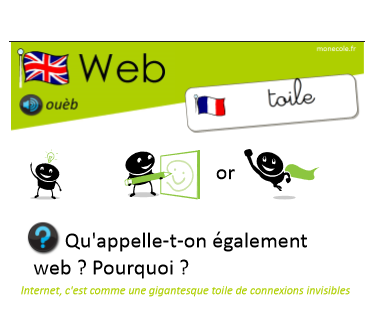 monecole.fr
Web
ouèb
toile
or
? Qu'appelle-t-on également
web ? Pourquoi ?
Internet, c'est comme une gigantesque toile de connexions invisibles